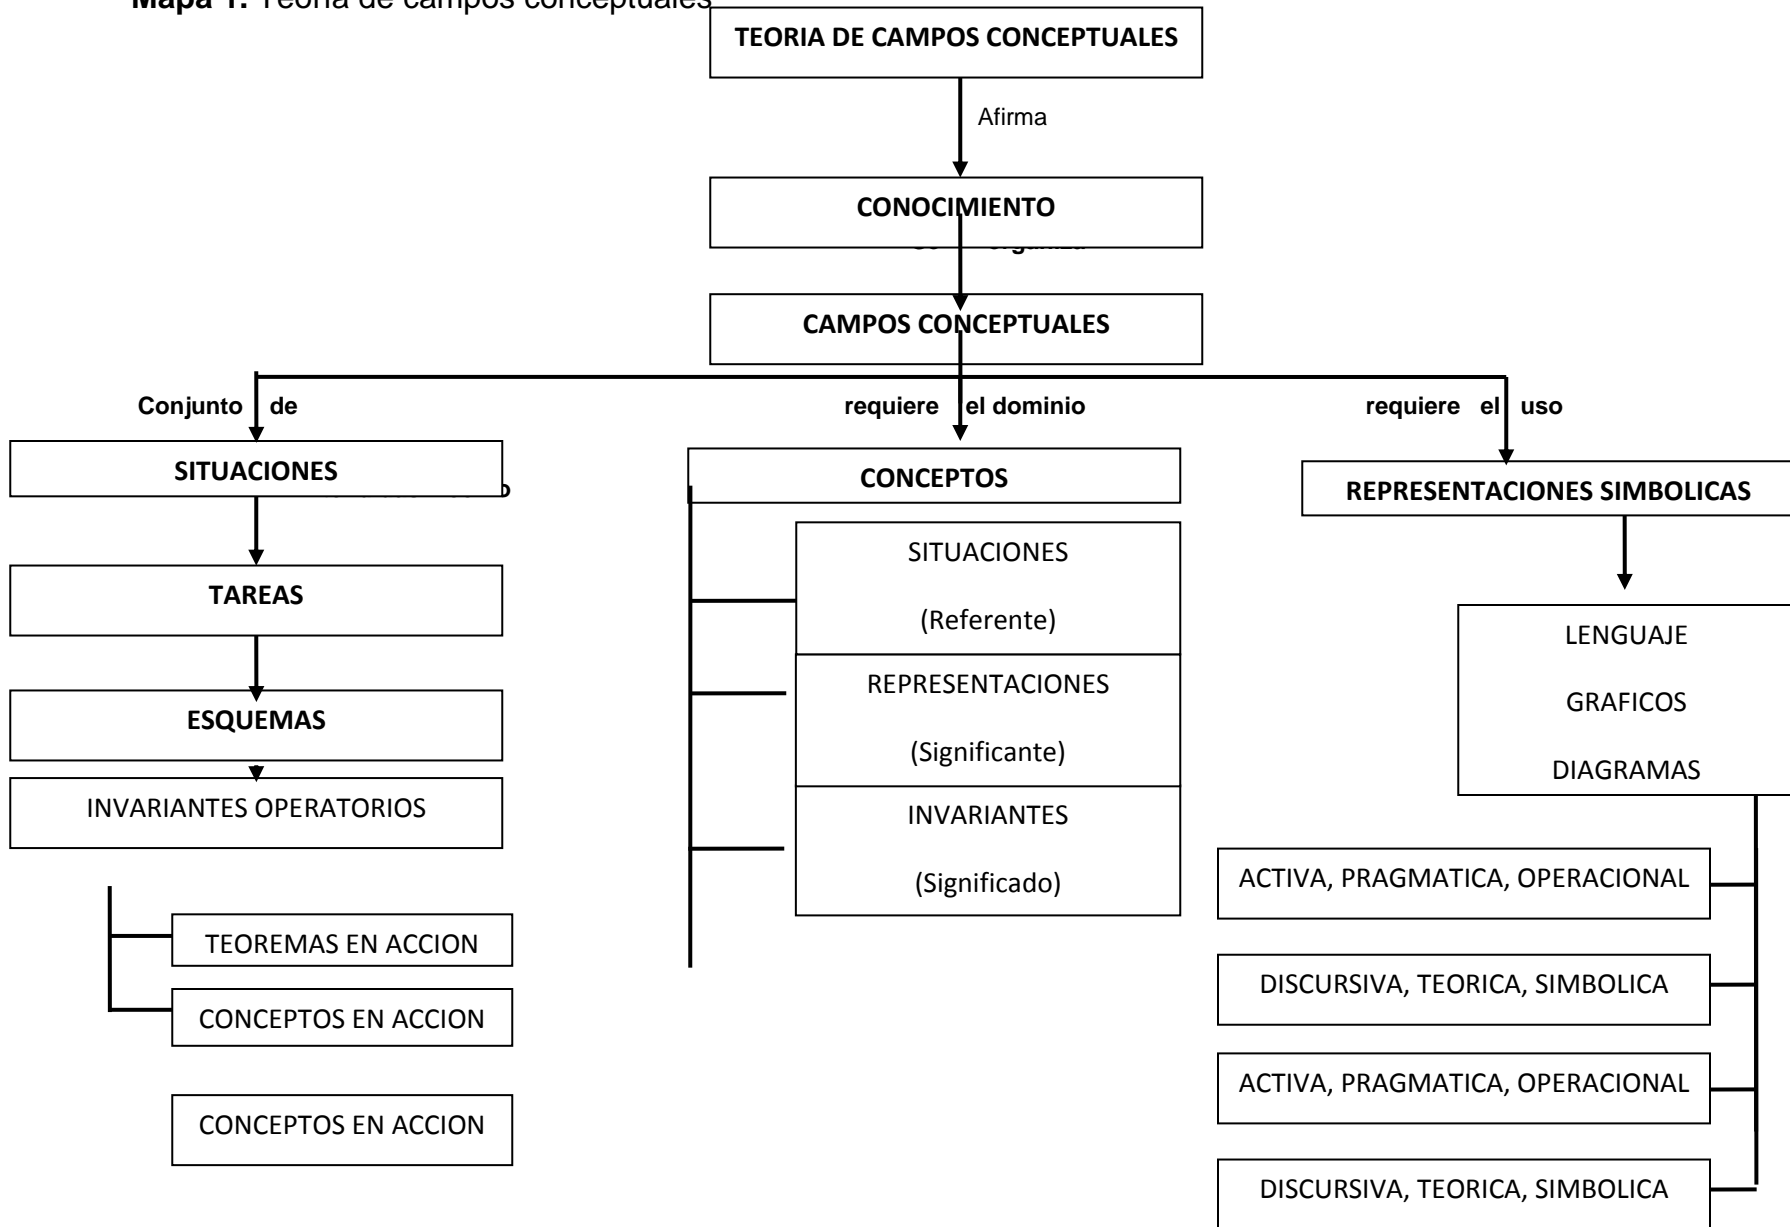 Mapa 1. Teoría de campos conceptuales
TEORIA DE CAMPOS CONCEPTUALES
Afirma
CONOCIMIENTO
organiza
CAMPOS CONCEPTUALES
Conjunto de
requiere el dominio
requiere el uso
SITUACIONES
CONCEPTOS
REPRESENTACIONES SIMBOLICAS
TAREAS
ESQUEMAS
INVARIANTES OPERATORIOS
TEOREMAS EN ACCION
CONCEPTOS EN ACCION
CONCEPTOS EN ACCION
SITUACIONES
(Referente)
REPRESENTACIONES
(Significante)
INVARIANTES
(Significado)
LENGUAJE
GRAFICOS
DIAGRAMAS
ACTIVA, PRAGMATICA, OPERACIONAL
DISCURSIVA, TEORICA, SIMBOLICA
ACTIVA, PRAGMATICA, OPERACIONAL
DISCURSIVA, TEORICA, SIMBOLICA